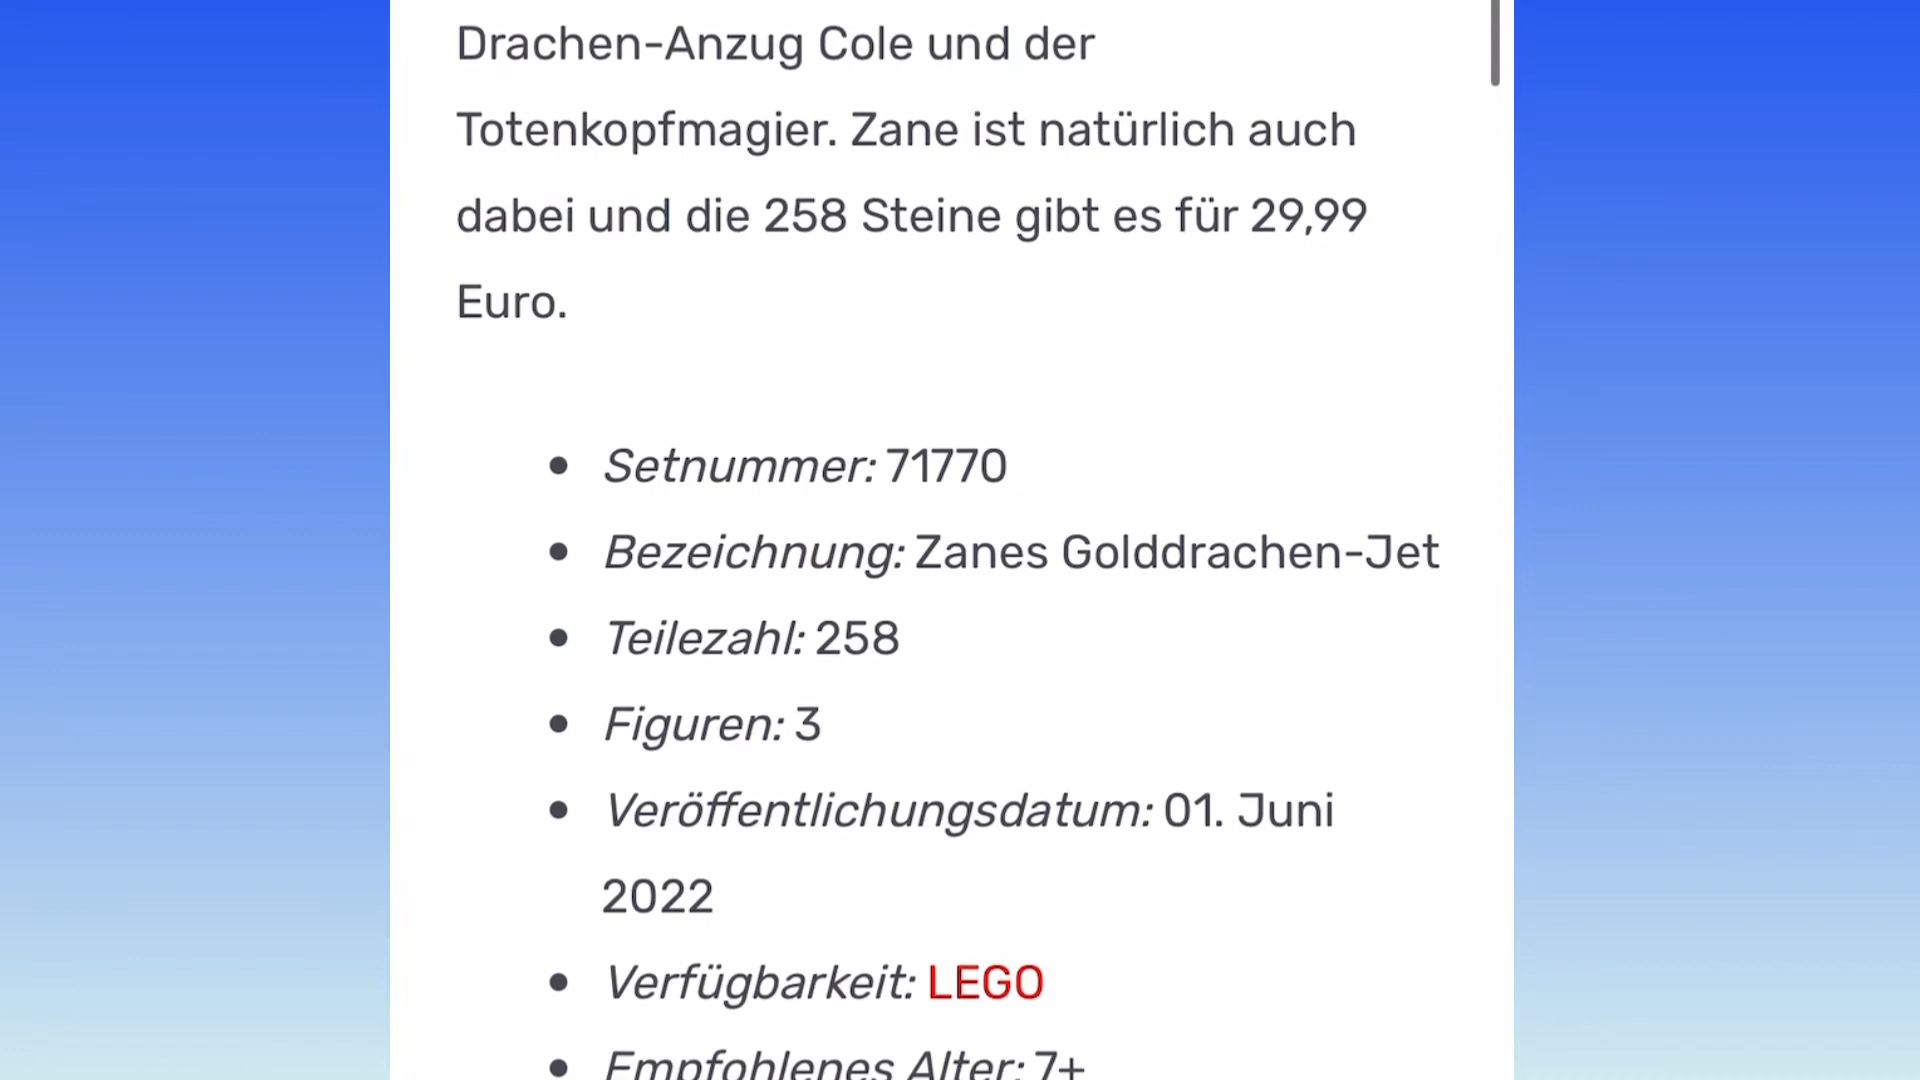 Drachen-Anzug Cole und der
Totenkopfmagier. Zane ist natürlich auch
dabei und die 258 Steine gibt es für 29,99
Euro.
• Setnummer: 71770
• Bezeichnung: Zanes Golddrachen-Jet
• Teilezahl: 258
• Figuren: 3
• Veröffentlichungsdatum: 01. Juni
2022
• Verfügbarkeit: LEGO
• Empfohlenes Alter: 7+